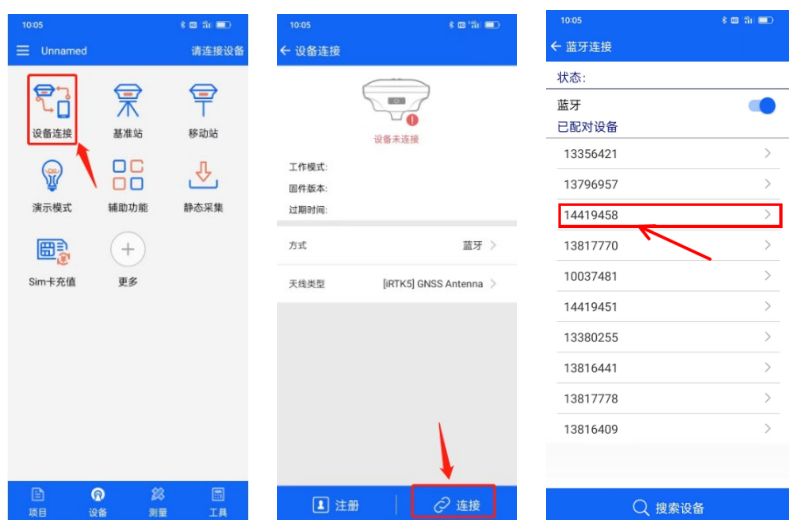 10:05
Unnamed
请连接设备
设备连接
基准站
移动站
演示模式
辅助功能
静态采集
Sim卡充值
更多
项目
设备
测量
工具
10:05
设备连接
设备未连接
工作模式:
固件版本:
过期时间:
方式
蓝牙
天线类型
[iRTK5] GNSS Antenna
注册
连接
10:05
蓝牙连接
状态:
蓝牙
已配对设备
13356421
13796957
14419458
13817770
10037481
14419451
13380255
13816441
13817778
13816409
搜索设备